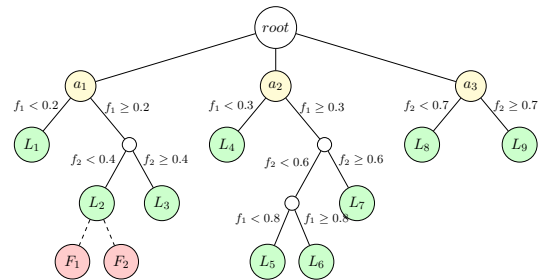 root
a₁ a₂ a₃
f₁ < 0.2 f₁ ≥ 0.2 f₁ < 0.3 f₁ ≥ 0.3 f₂ < 0.7 f₂ ≥ 0.7
L₁ L₄ L₈ L₉
f₂ < 0.4 f₂ ≥ 0.4 f₂ < 0.6 f₂ ≥ 0.6
L₂ L₃ L₇
f₁ < 0.8 f₁ ≥ 0.8
F₁ F₂ L₅ L₆